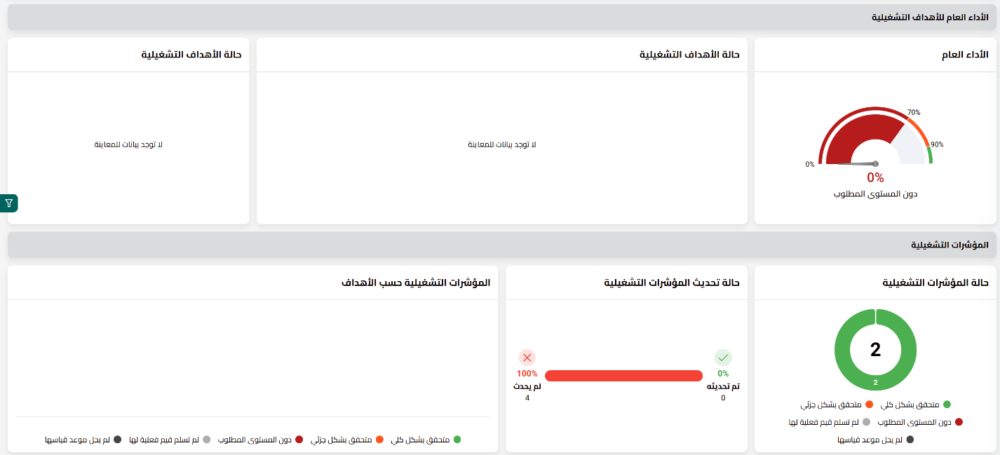 الأداء العام للأهداف التشغيلية
الأداء العام
70%
90%
0%
0%
دون المستوى المطلوب
حالة الأهداف التشغيلية
لا توجد بيانات للمعاينة
حالة الأهداف التشغيلية
لا توجد بيانات للمعاينة
المؤشرات التشغيلية
حالة المؤشرات التشغيلية
2
2
متحقق بشكل كلي متحقق بشكل جزئي
دون المستوى المطلوب لم تسلم قيم فعلية لها
لم يحل موعد قياسها
حالة تحديث المؤشرات التشغيلية
0% 100%
تم تحديثه لم يحدث
0 4
المؤشرات التشغيلية حسب الأهداف
متحقق بشكل كلي متحقق بشكل جزئي دون المستوى المطلوب لم تسلم قيم فعلية لها لم يحل موعد قياسها